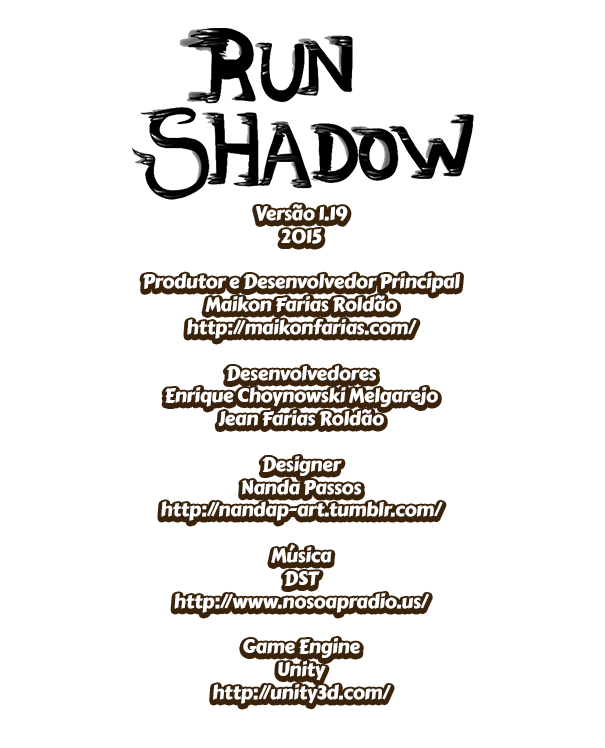 RUN
SHADOW
Versão 1.19
2015
Produtor e Desenvolvedor Principal
Maikon Farias Roldão
http://maikonfarias.com/
Desenvolvedores
Enrique Choynowski Melgarejo
Jean Farias Roldão
Designer
Nanda Passos
http://nandap-art.tumblr.com/
Música
DST
http://www.nosoapradio.us/
Game Engine
Unity
http://unity3d.com/